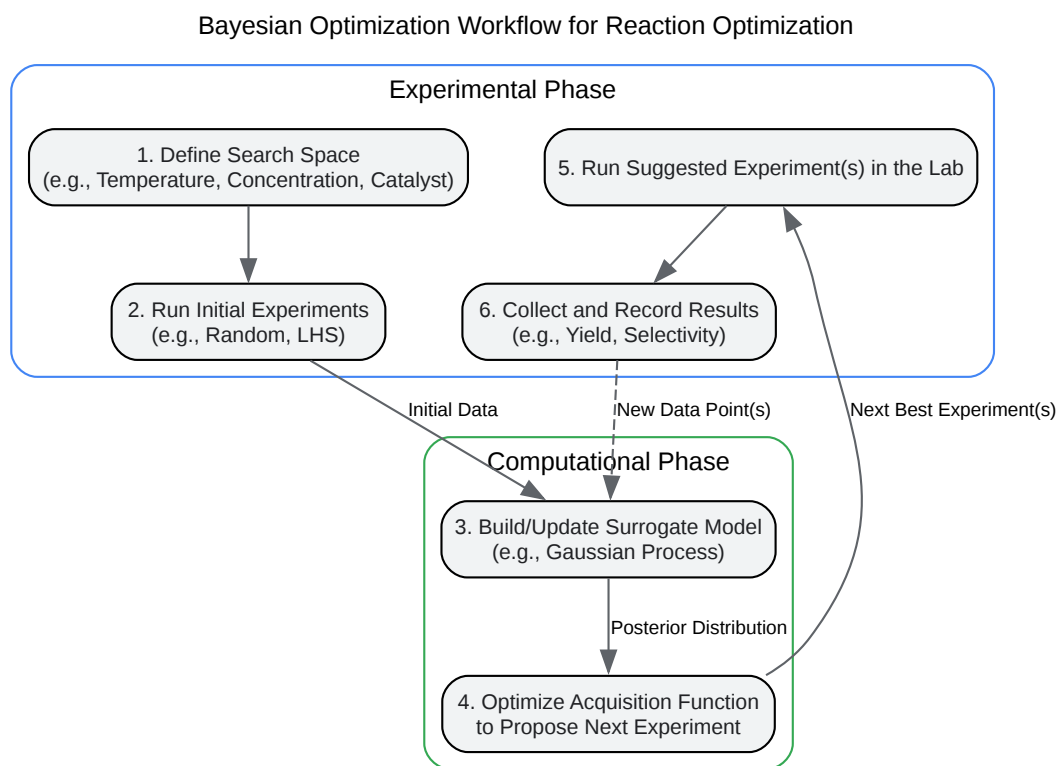 Bayesian Optimization Workflow for Reaction Optimization
Experimental Phase
1. Define Search Space
(e.g., Temperature, Concentration, Catalyst)
5. Run Suggested Experiment(s) in the Lab
2. Run Initial Experiments
(e.g., Random, LHS)
6. Collect and Record Results
(e.g., Yield, Selectivity)
Initial Data
New Data Point(s)
Next Best Experiment(s)
Computational Phase
3. Build/Update Surrogate Model
(e.g., Gaussian Process)
Posterior Distribution
4. Optimize Acquisition Function
to Propose Next Experiment